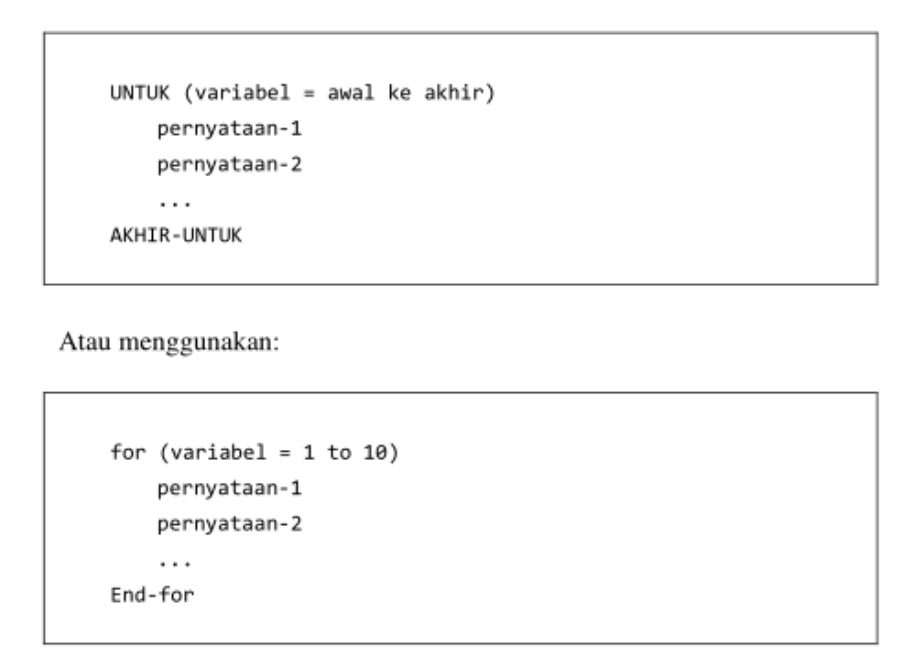 UNTUK (variabel = awal ke akhir)
pernyataan-1
pernyataan-2
...
AKHIR-UNTUK
Atau menggunakan:
for (variabel = 1 to 10)
pernyataan-1
pernyataan-2
...
End-for